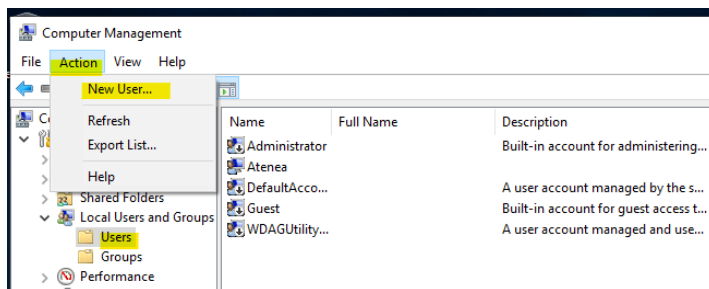 Computer Management
File Action View Help
New User...
Refresh
Export List...
Help
Shared Folders
Local Users and Groups
Users
Groups
Performance
Name Full Name Description
Administrator Built-in account for administering...
Atenea
DefaultAcco... A user account managed by the s...
Guest Built-in account for guest access t...
WDAGUtility... A user account managed and use...